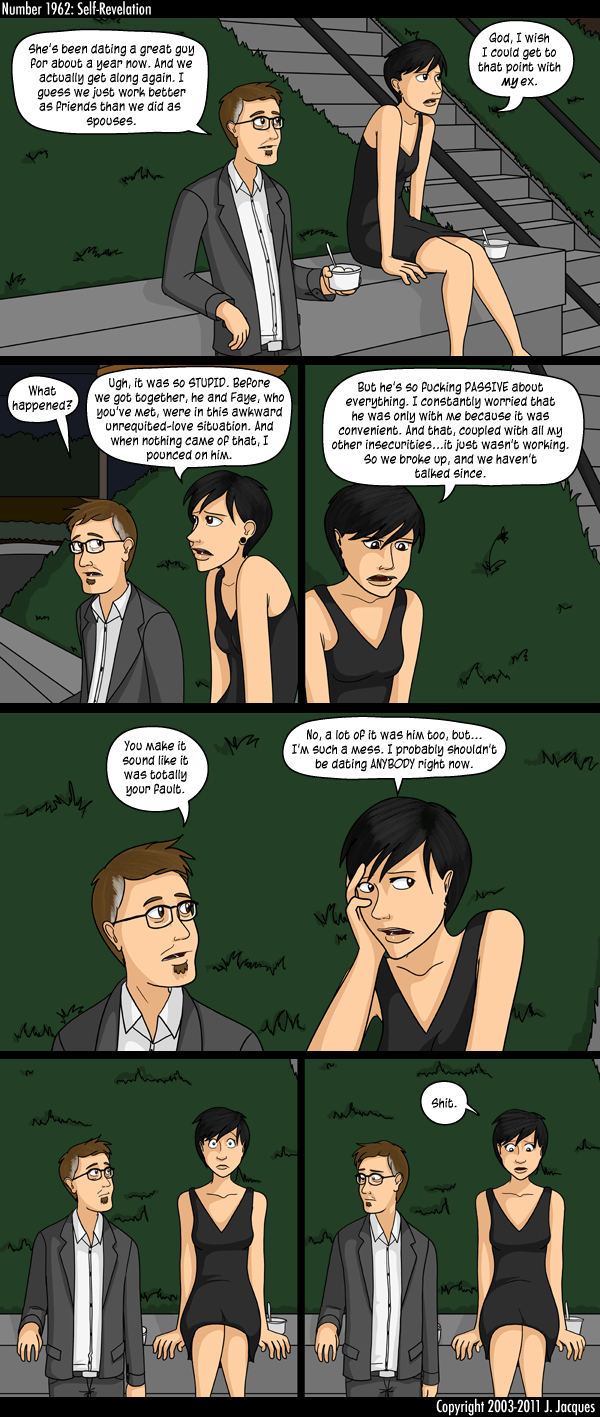 Number 1962: Self-Revelation
She's been dating a great guy
for about a year now. And we
actually get along again. I
guess we just work better
as friends than we did as
spouses.
God, I wish
I could get to
that point with
my ex.
What
happened?
Ugh, it was so STUPID. Before
we got together, he and Faye, who
you've met, were in this awkward
unrequited-love situation. And
when nothing came of that, I
pounced on him.
But he's so fucking PASSIVE about
everything. I constantly worried that
he was only with me because it was
convenient. And that, coupled with all my
other insecurities...it just wasn't working.
So we broke up, and we haven't
talked since.
You make it
sound like it
was totally
your fault.
No, a lot of it was him too, but...
I'm such a mess. I probably shouldn't
be dating ANYBODY right now.
Shit.
Copyright 2003-2011 J. Jacques